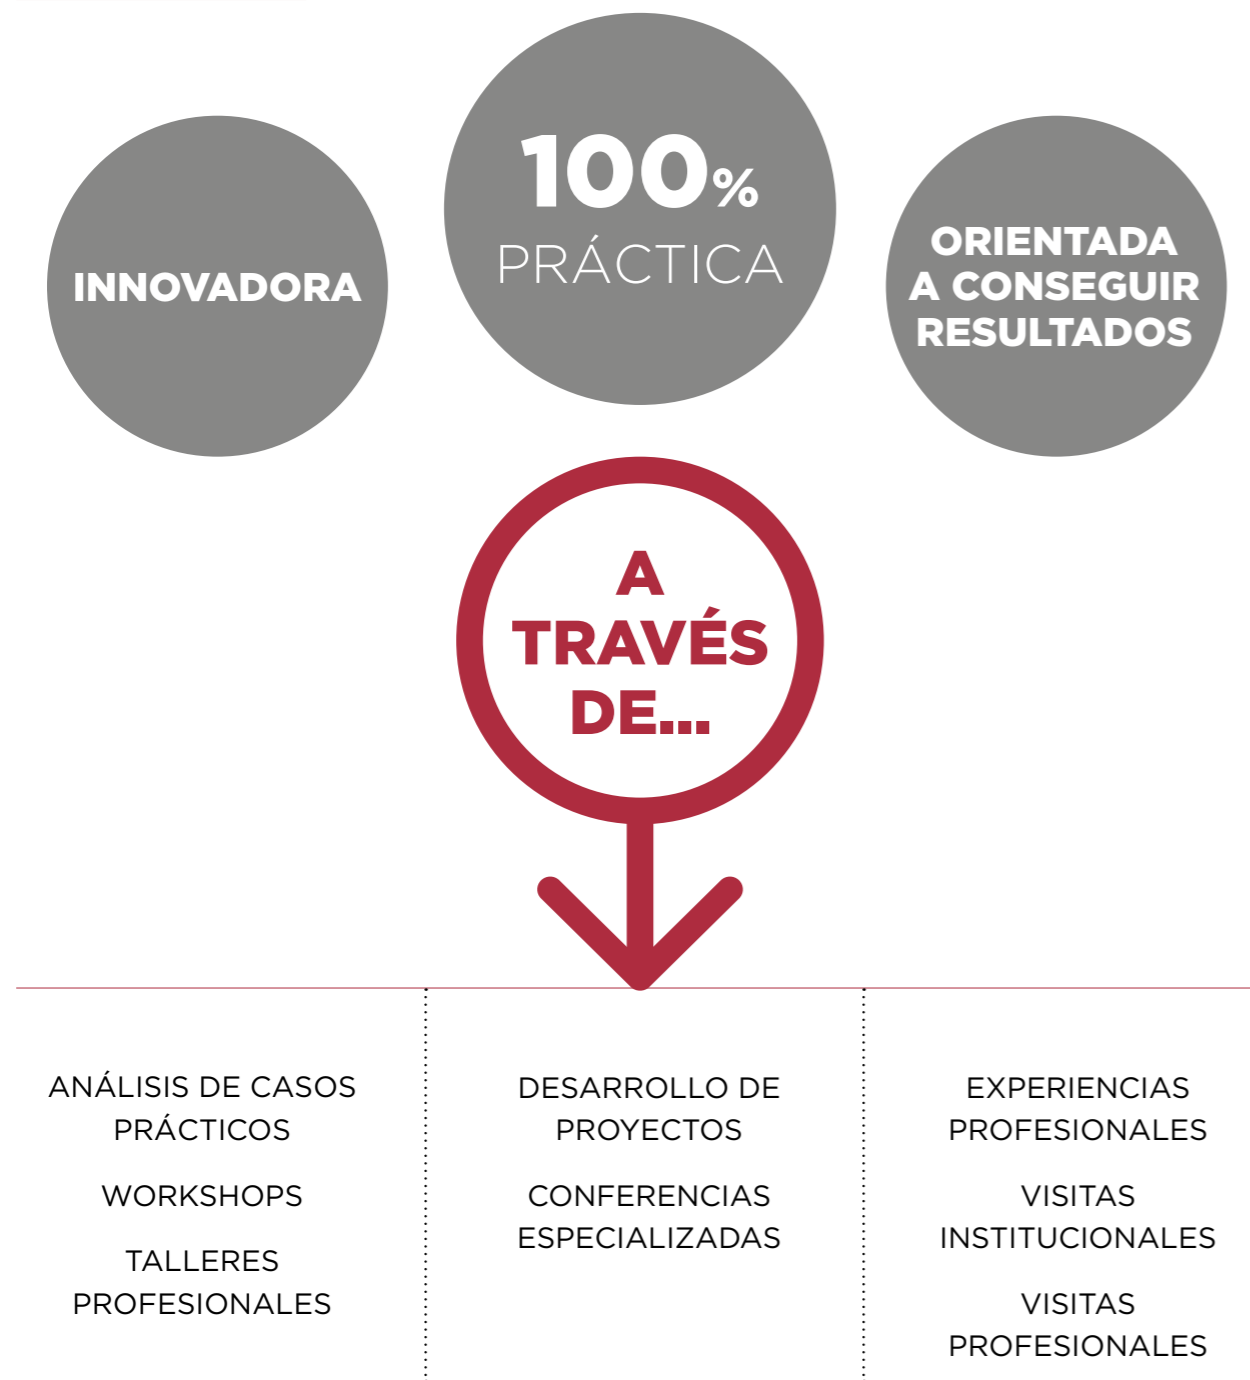 INNOVADORA
100%
PRÁCTICA
ORIENTADA
A CONSEGUIR
RESULTADOS
A
TRAVÉS
DE...
ANÁLISIS DE CASOS
PRÁCTICOS
WORKSHOPS
TALLERES
PROFESIONALES
DESARROLLO DE
PROYECTOS
CONFERENCIAS
ESPECIALIZADAS
EXPERIENCIAS
PROFESIONALES
VISITAS
INSTITUCIONALES
VISITAS
PROFESIONALES